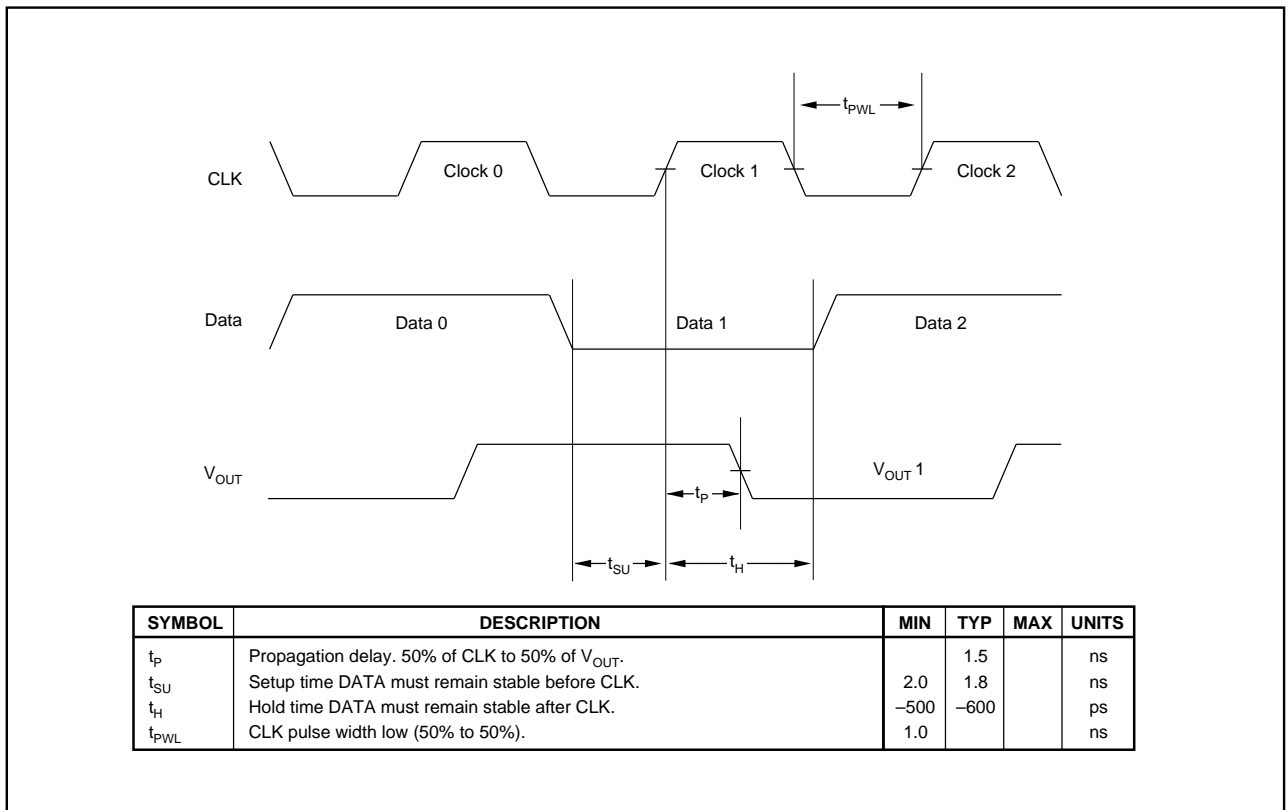 t_PWL
CLK
Clock 0
Clock 1
Clock 2
Data
Data 0
Data 1
Data 2
V_OUT
V_OUT 1
t_P
t_SU
t_H
SYMBOL DESCRIPTION MIN TYP MAX UNITS
t_P Propagation delay. 50% of CLK to 50% of V_OUT. 1.5 ns
t_SU Setup time DATA must remain stable before CLK. 2.0 1.8 ns
t_H Hold time DATA must remain stable after CLK. –500 –600 ps
t_PWL CLK pulse width low (50% to 50%). 1.0 ns